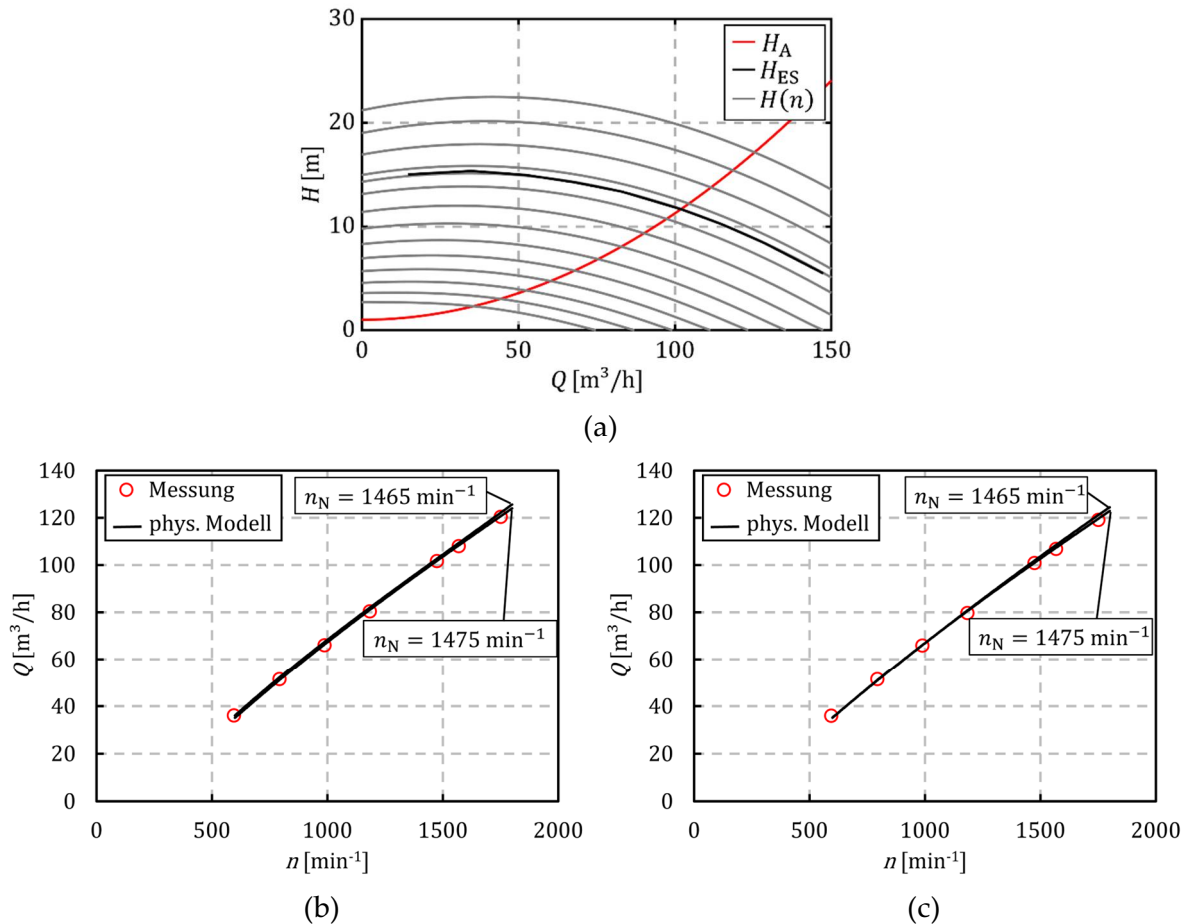 30
20
10
0
H [m]
H_A
H_ES
H(n)
0 50 100 150
Q [m³/h]
(a)
140
120
100
80
60
40
20
0
Q [m³/h]
Messung
phys. Modell
n_N = 1465 min⁻¹
n_N = 1475 min⁻¹
0 500 1000 1500 2000
n [min⁻¹]
(b)
140
120
100
80
60
40
20
0
Q [m³/h]
Messung
phys. Modell
n_N = 1465 min⁻¹
n_N = 1475 min⁻¹
0 500 1000 1500 2000
n [min⁻¹]
(c)